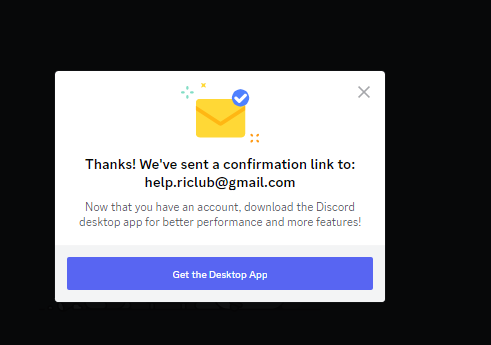 Thanks! We've sent a confirmation link to:
help.riclub@gmail.com
Now that you have an account, download the Discord
desktop app for better performance and more features!
Get the Desktop App